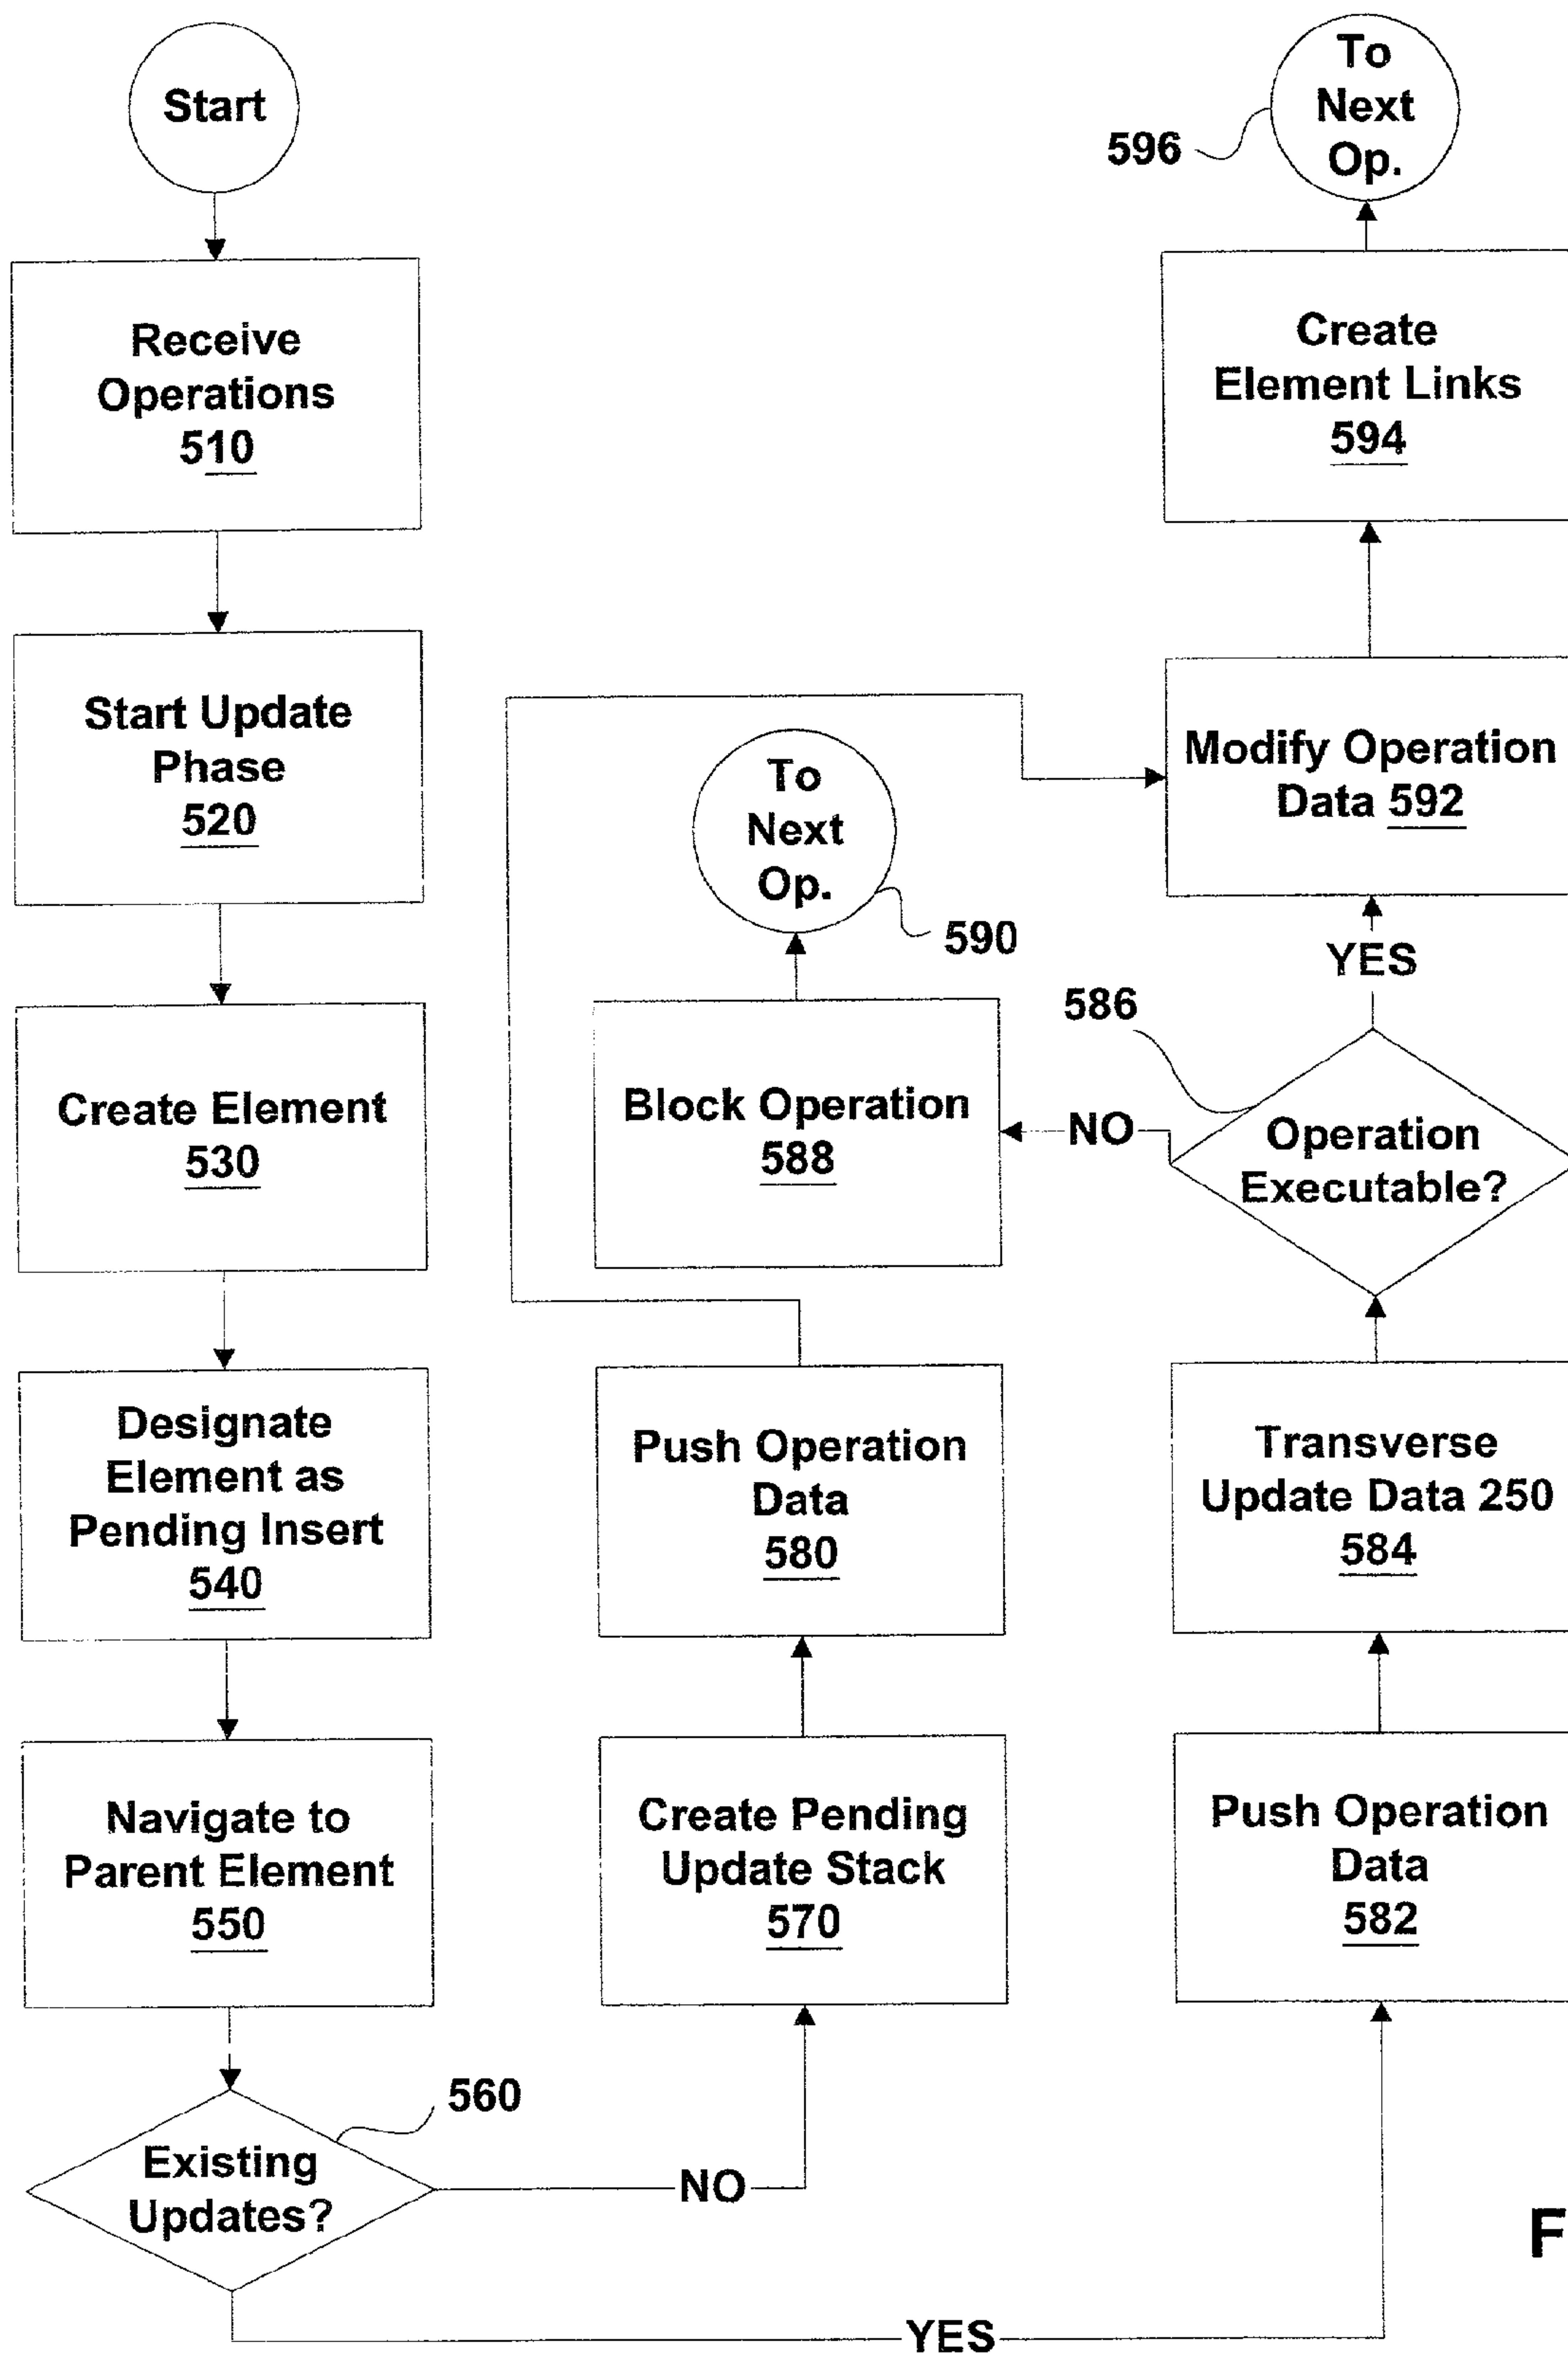 Start
Receive
Operations
510
Start Update
Phase
520
Create Element
530
Designate
Element as
Pending Insert
540
Navigate to
Parent Element
550
560
Existing
Updates?
NO
YES
Create Pending
Update Stack
570
Push Operation
Data
580
Push Operation
Data
582
Transverse
Update Data 250
584
586
Operation
Executable?
NO
YES
Block Operation
588
To
Next
Op.
590
Modify Operation
Data 592
Create
Element Links
594
To
Next
Op.
596
F